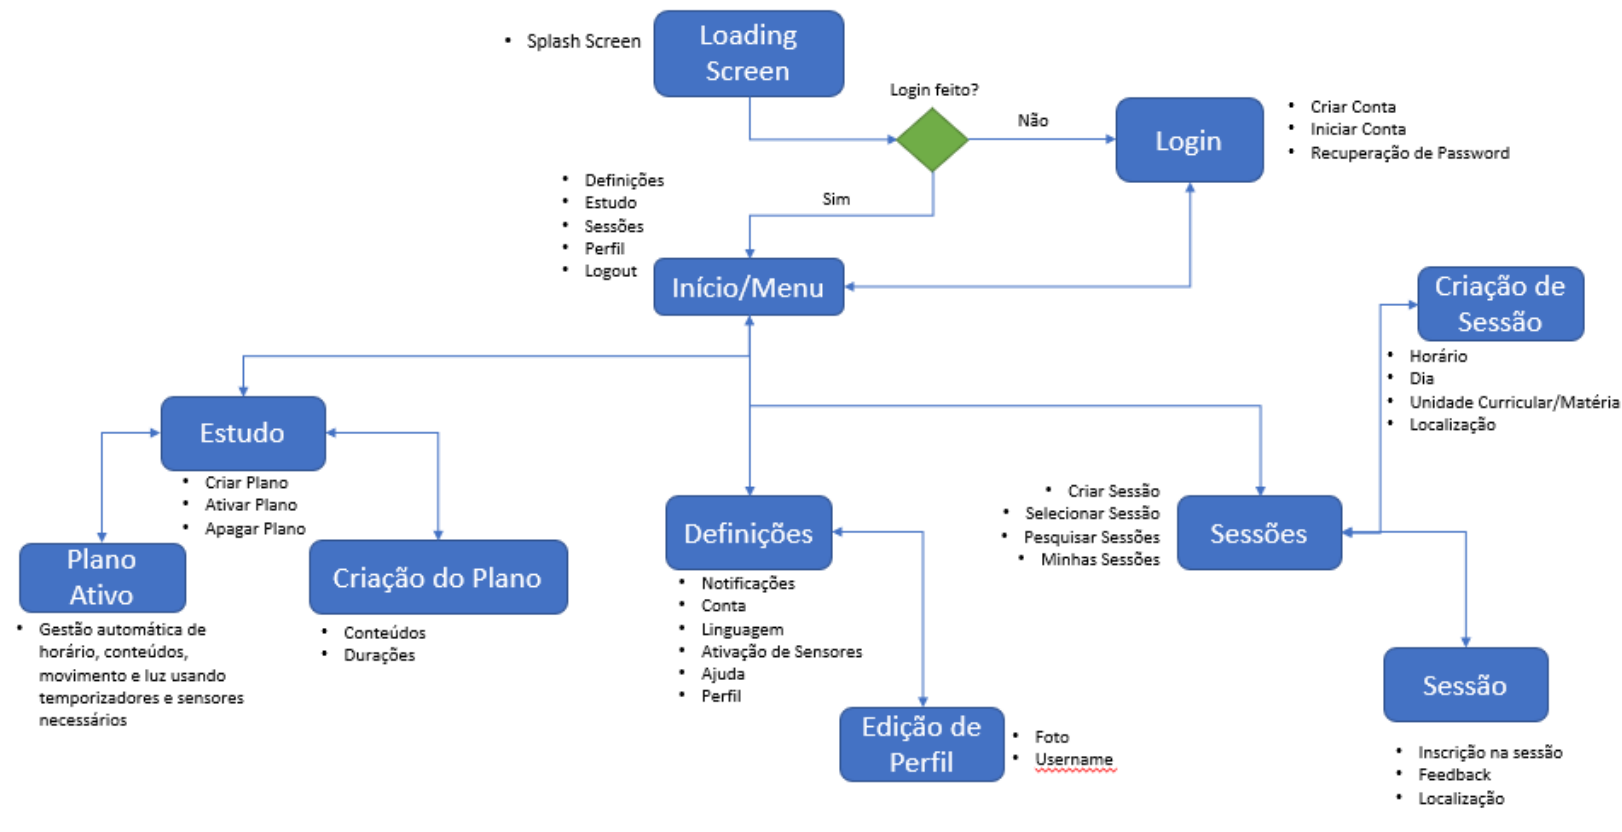 • Splash Screen
Loading
Screen
Login feito?
Não
Login
• Criar Conta
• Iniciar Conta
• Recuperação de Password
Sim
• Definições
• Estudo
• Sessões
• Perfil
• Logout
Início/Menu
Criação de
Sessão
• Horário
• Dia
• Unidade Curricular/Matéria
• Localização
Estudo
• Criar Plano
• Ativar Plano
• Apagar Plano
Plano
Ativo
• Gestão automática de
horário, conteúdos,
movimento e luz usando
temporizadores e sensores
necessários
Criação do Plano
• Conteúdos
• Durações
Definições
• Notificações
• Conta
• Linguagem
• Ativação de Sensores
• Ajuda
• Perfil
Edição de
Perfil
• Foto
• Username
• Criar Sessão
• Selecionar Sessão
• Pesquisar Sessões
• Minhas Sessões
Sessões
Sessão
• Inscrição na sessão
• Feedback
• Localização